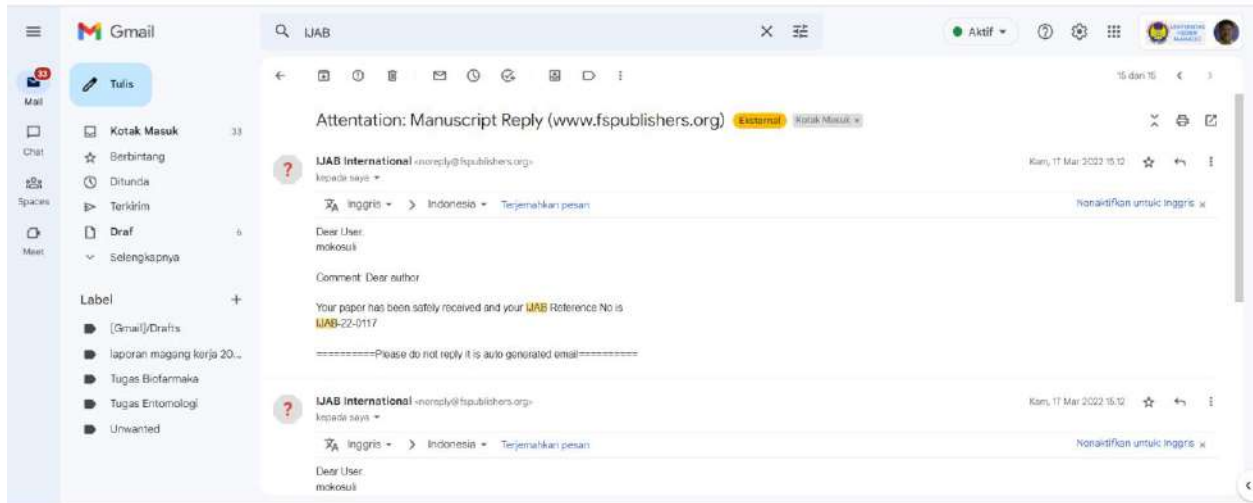 Gmail
IJAB
Aktif
33
Mail
Tulis
15 dari 15
Chat
Kotak Masuk 33
Attentation: Manuscript Reply (www.fspublishers.org) Eksternal Kotak Masuk x
Berbintang
IJAB International <noreply@fspublishers.org>
Kam, 17 Mar 2022 15.12
kepada saya
Spaces
Ditunda
Terkirim
Inggris > Indonesia Terjemahkan pesan
Nonaktifkan untuk: Inggris x
Meet
Draf 6
Dear User.
mokosuli
Selengkapnya
Comment: Dear author
Label +
Your paper has been safely received and your IJAB Reference No is
IJAB-22-0117
[Gmail]/Drafts
laporan magang kerja 20...
==========Please do not reply it is auto generated email==========
Tugas Biofarmaka
Tugas Entomologi
IJAB International <noreply@fspublishers.org>
Kam, 17 Mar 2022 15.12
kepada saya
Unwanted
Inggris > Indonesia Terjemahkan pesan
Nonaktifkan untuk: Inggris x
Dear User.
mokosuli